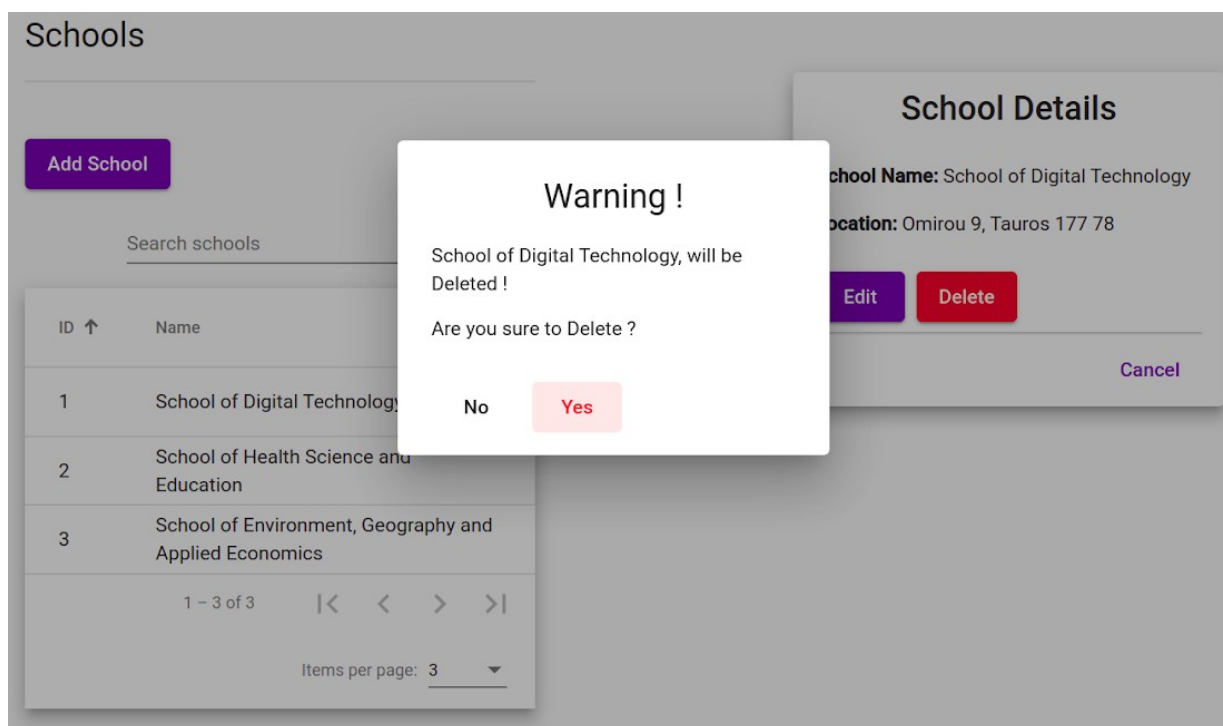 Schools
Add School
Search schools
ID Name
1 School of Digital Technology
2 School of Health Science and
Education
3 School of Environment, Geography and
Applied Economics
1 – 3 of 3
Items per page: 3
Warning !
School of Digital Technology, will be
Deleted !
Are you sure to Delete ?
No Yes
School Details
chool Name: School of Digital Technology
ocation: Omirou 9, Tauros 177 78
Edit Delete
Cancel